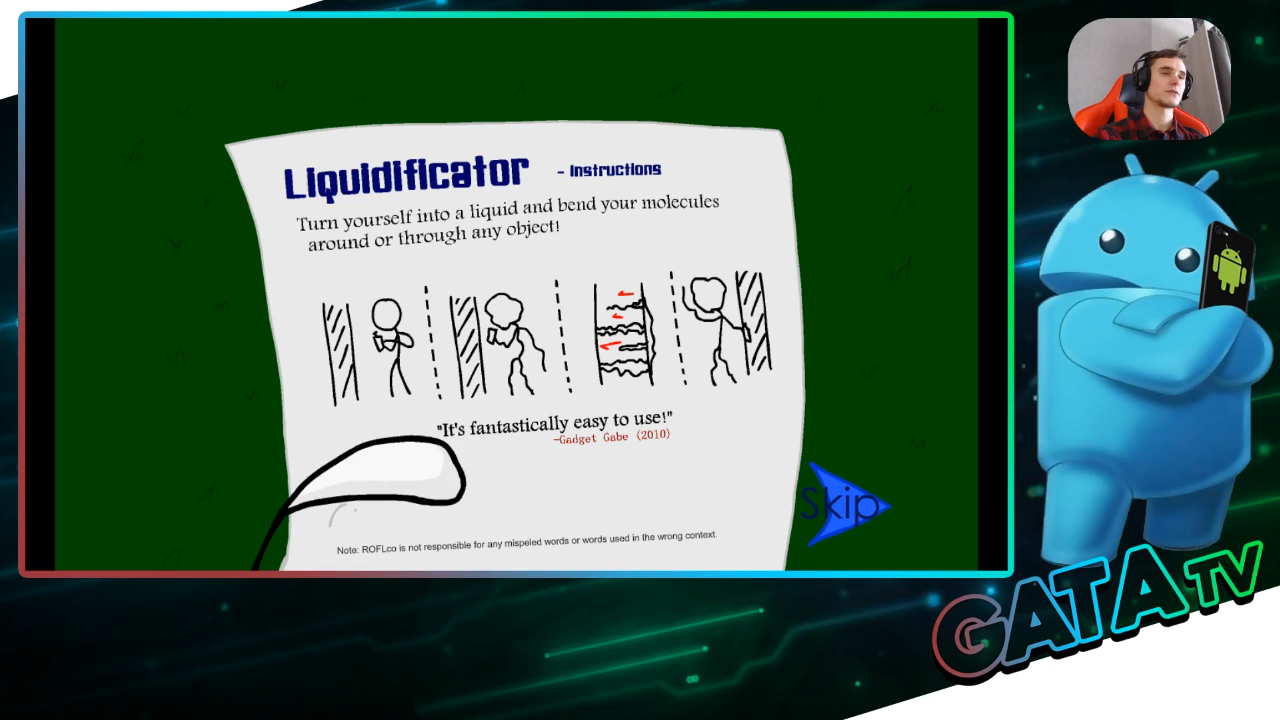 Liquidificator - Instructions
Turn yourself into a liquid and bend your molecules
around or through any object!
"It's fantastically easy to use!"
-Gadget Gabe (2010)
Skip
Note: ROFLco is not responsible for any mispeled words or words used in the wrong context.
GATA TV